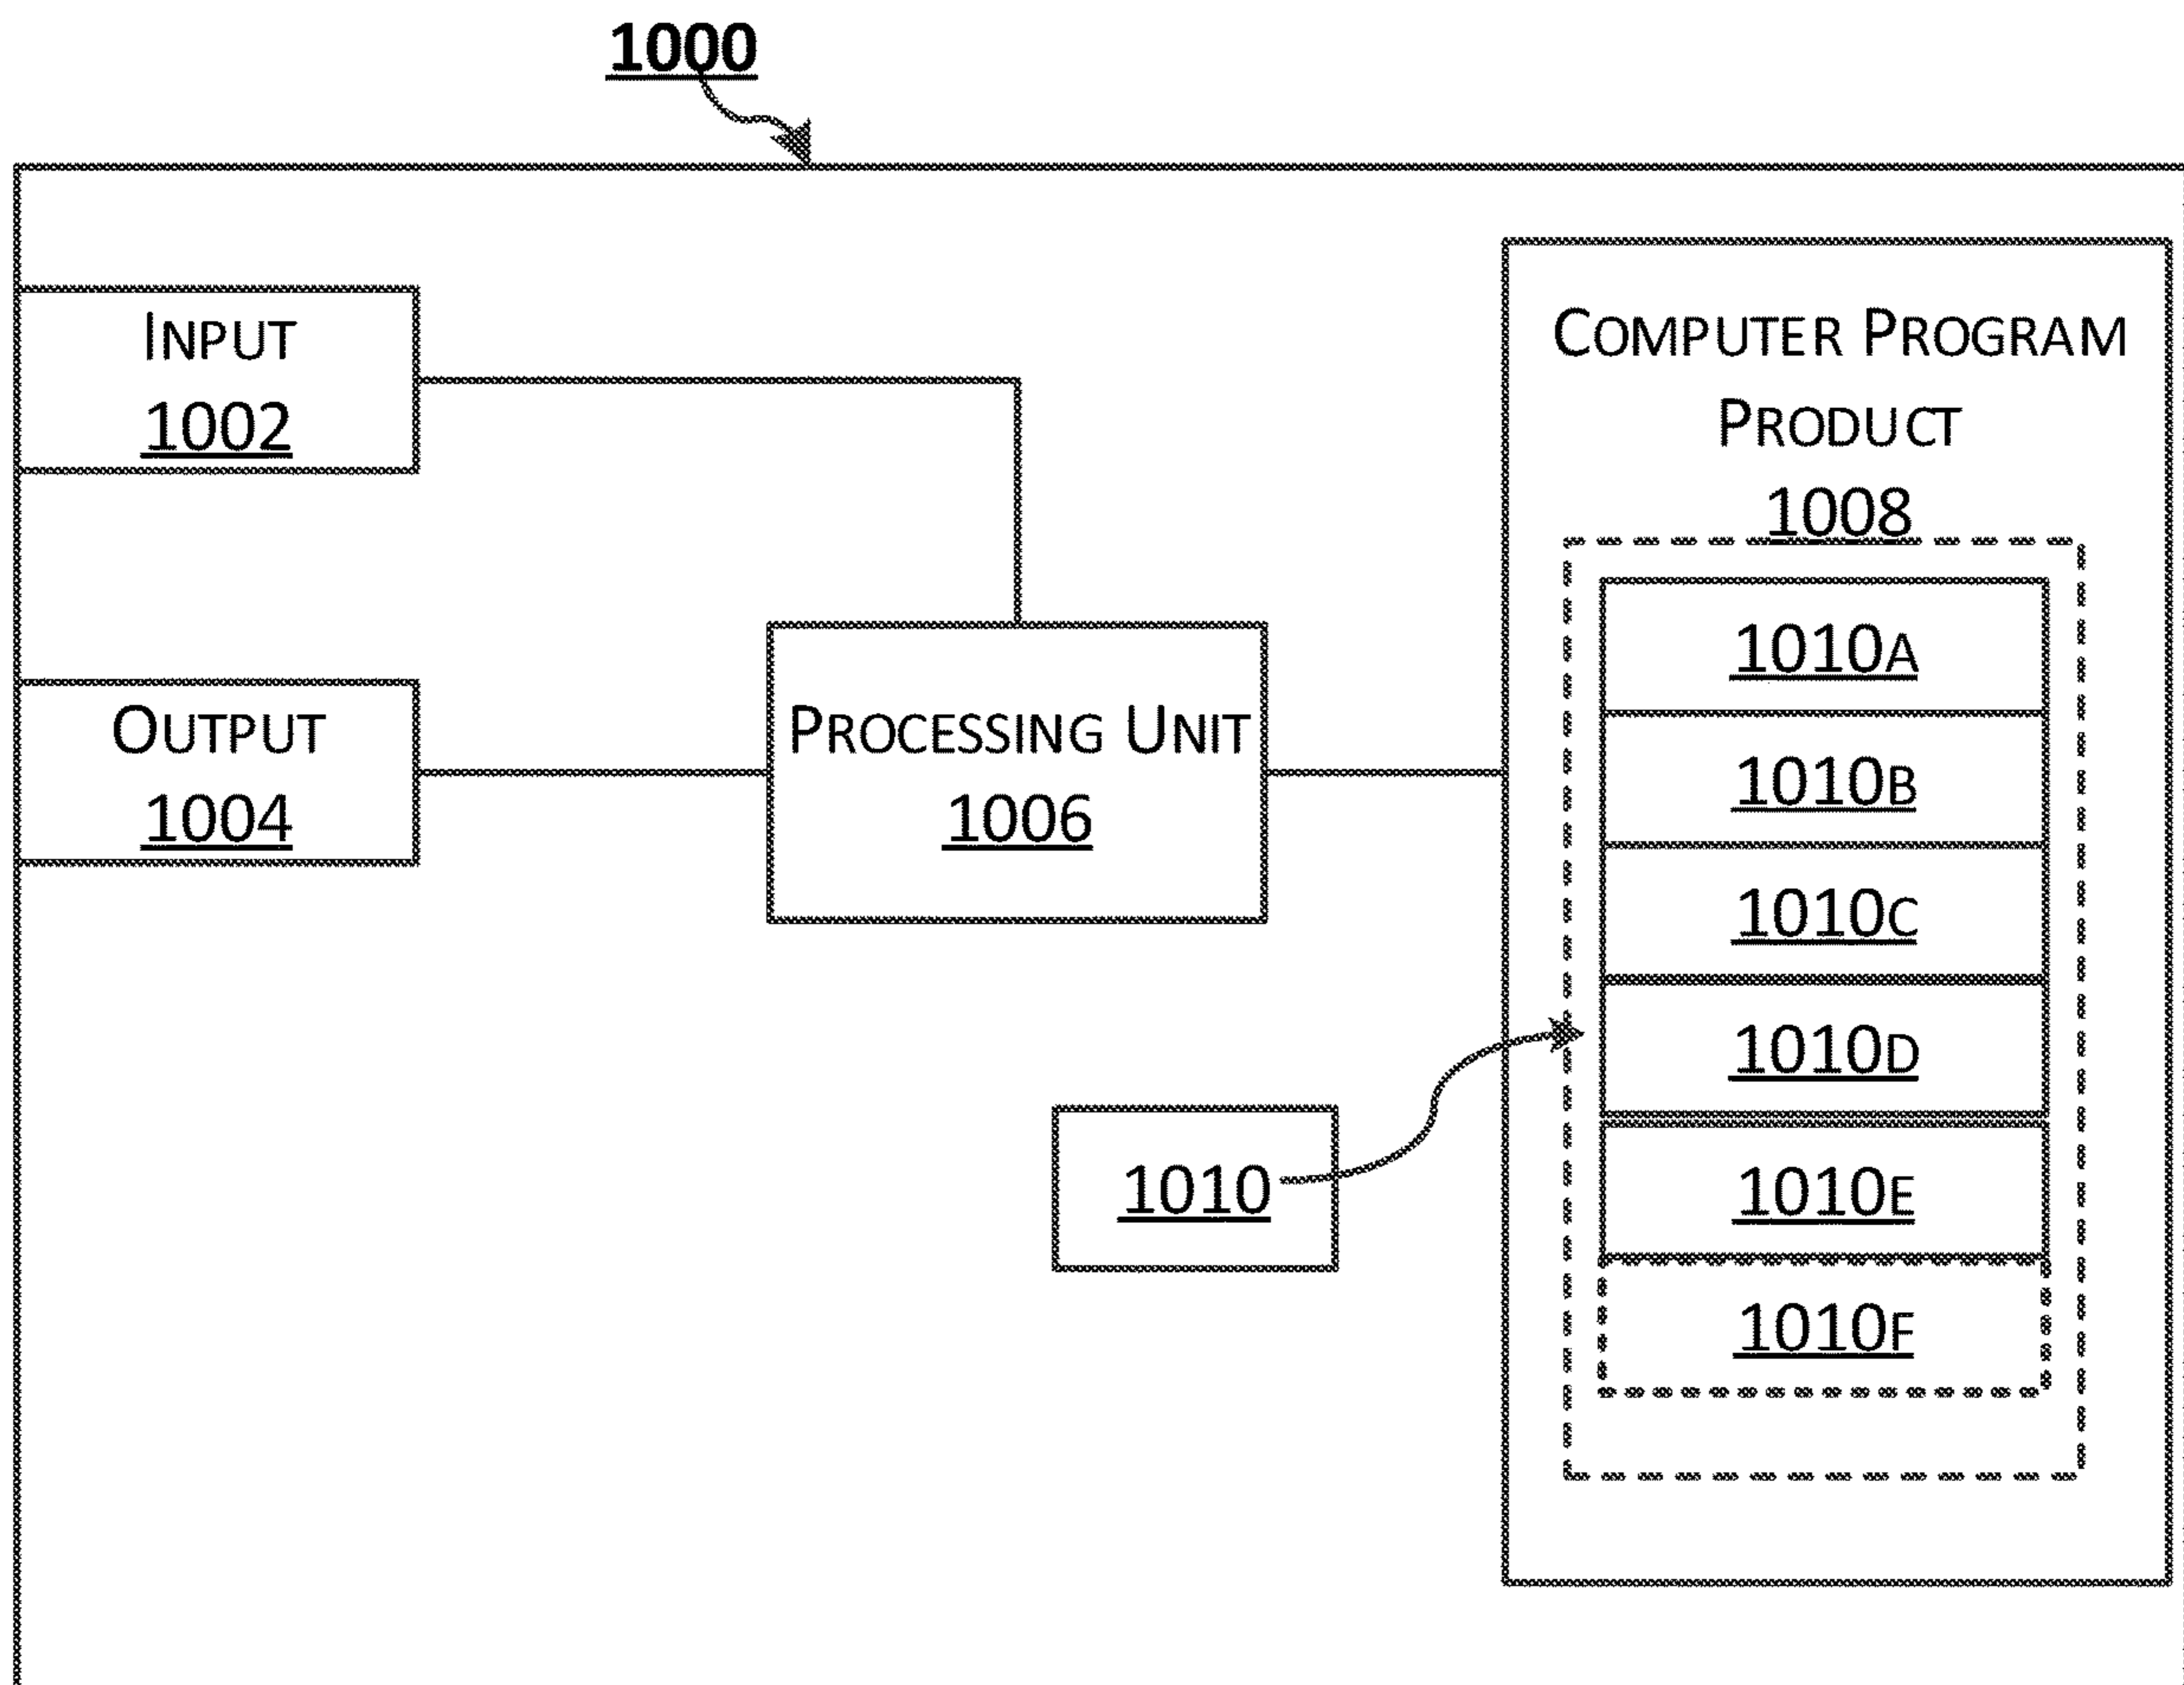 1000
INPUT
1002
OUTPUT
1004
PROCESSING UNIT
1006
COMPUTER PROGRAM
PRODUCT
1008
1010A
1010B
1010C
1010D
1010E
1010F
1010